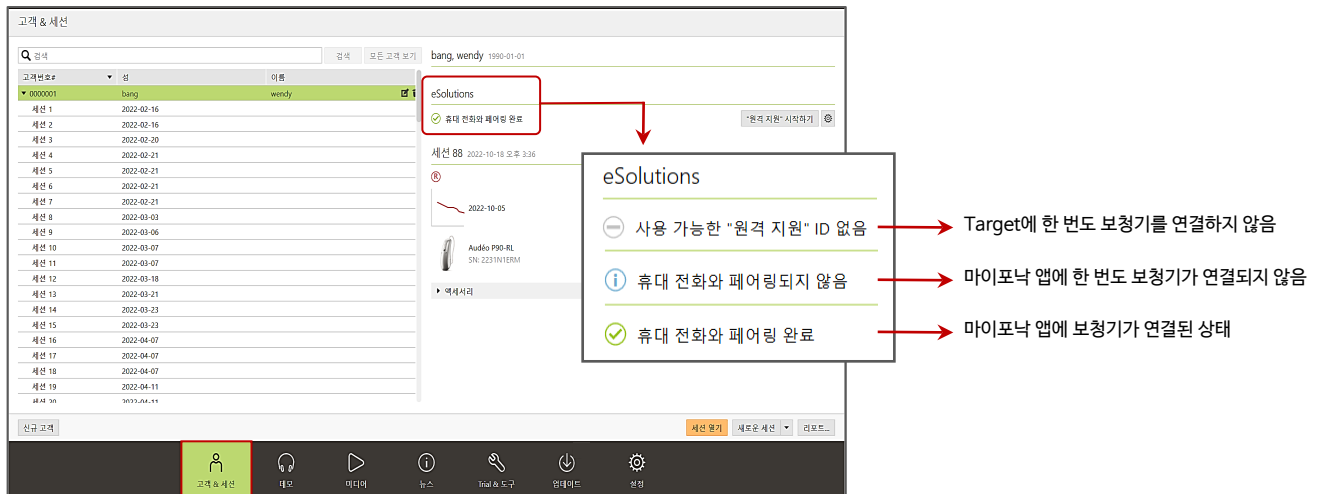 고객 & 세션
검색
검색
모든 고객 보기
bang, wendy 1990-01-01
고객번호# 성 이름
0000001 bang wendy
세션 1 2022-02-16
세션 2 2022-02-16
세션 3 2022-02-20
세션 4 2022-02-21
세션 5 2022-02-21
세션 6 2022-02-21
세션 7 2022-02-21
세션 8 2022-03-03
세션 9 2022-03-06
세션 10 2022-03-07
세션 11 2022-03-07
세션 12 2022-03-18
세션 13 2022-03-21
세션 14 2022-03-23
세션 15 2022-03-23
세션 16 2022-04-07
세션 17 2022-04-07
세션 18 2022-04-07
세션 19 2022-04-11
세션 20 2022-04-11
eSolutions
휴대 전화와 페어링 완료
"원격 지원" 시작하기
세션 88 2022-10-18 오후 3:36
R
2022-10-05
Audéo P90-RL
SN: 2231N1ERM
액세서리
eSolutions
사용 가능한 "원격 지원" ID 없음
휴대 전화와 페어링되지 않음
휴대 전화와 페어링 완료
Target에 한 번도 보청기를 연결하지 않음
마이포낙 앱에 한 번도 보청기가 연결되지 않음
마이포낙 앱에 보청기가 연결된 상태
신규 고객
세션 열기
새로운 세션
리포트...
고객 & 세션
데모
미디어
뉴스
Trial & 도구
업데이트
설정